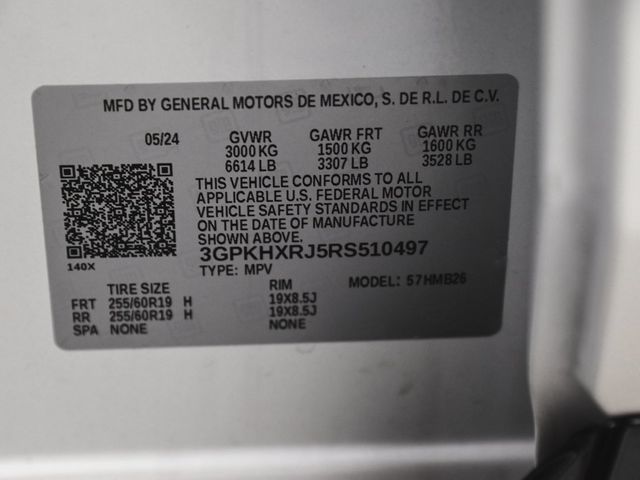 MFD BY GENERAL MOTORS DE MEXICO, S. DE R.L. DE C.V.
05/24 GVWR GAWR FRT GAWR RR
3000 KG 1500 KG 1600 KG
6614 LB 3307 LB 3528 LB
THIS VEHICLE CONFORMS TO ALL
APPLICABLE U.S. FEDERAL MOTOR
VEHICLE SAFETY STANDARDS IN EFFECT
ON THE DATE OF MANUFACTURE
SHOWN ABOVE.
3GPKHXRJ5RS510497
140X TYPE: MPV
TIRE SIZE RIM MODEL: 57HMB26
FRT 255/60R19 H 19X8.5J
RR 255/60R19 H 19X8.5J
SPA NONE NONE